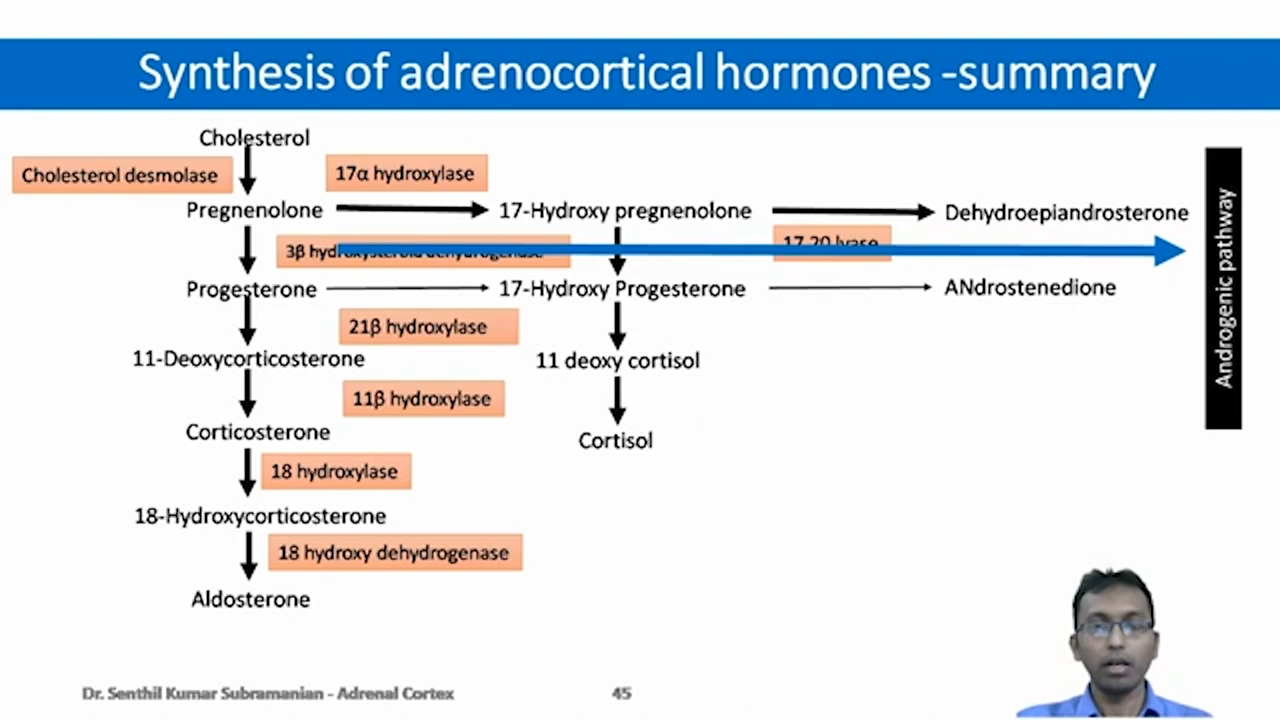 Synthesis of adrenocortical hormones -summary
Cholesterol
Cholesterol desmolase
17α hydroxylase
Pregnenolone
17-Hydroxy pregnenolone
Dehydroepiandrosterone
3β hydroxysteroid dehydrogenase
17,20 lyase
Progesterone
17-Hydroxy Progesterone
ANdrostenedione
Androgenic pathway
21β hydroxylase
11-Deoxycorticosterone
11 deoxy cortisol
11β hydroxylase
Corticosterone
Cortisol
18 hydroxylase
18-Hydroxycorticosterone
18 hydroxy dehydrogenase
Aldosterone
Dr. Senthil Kumar Subramanian - Adrenal Cortex
45